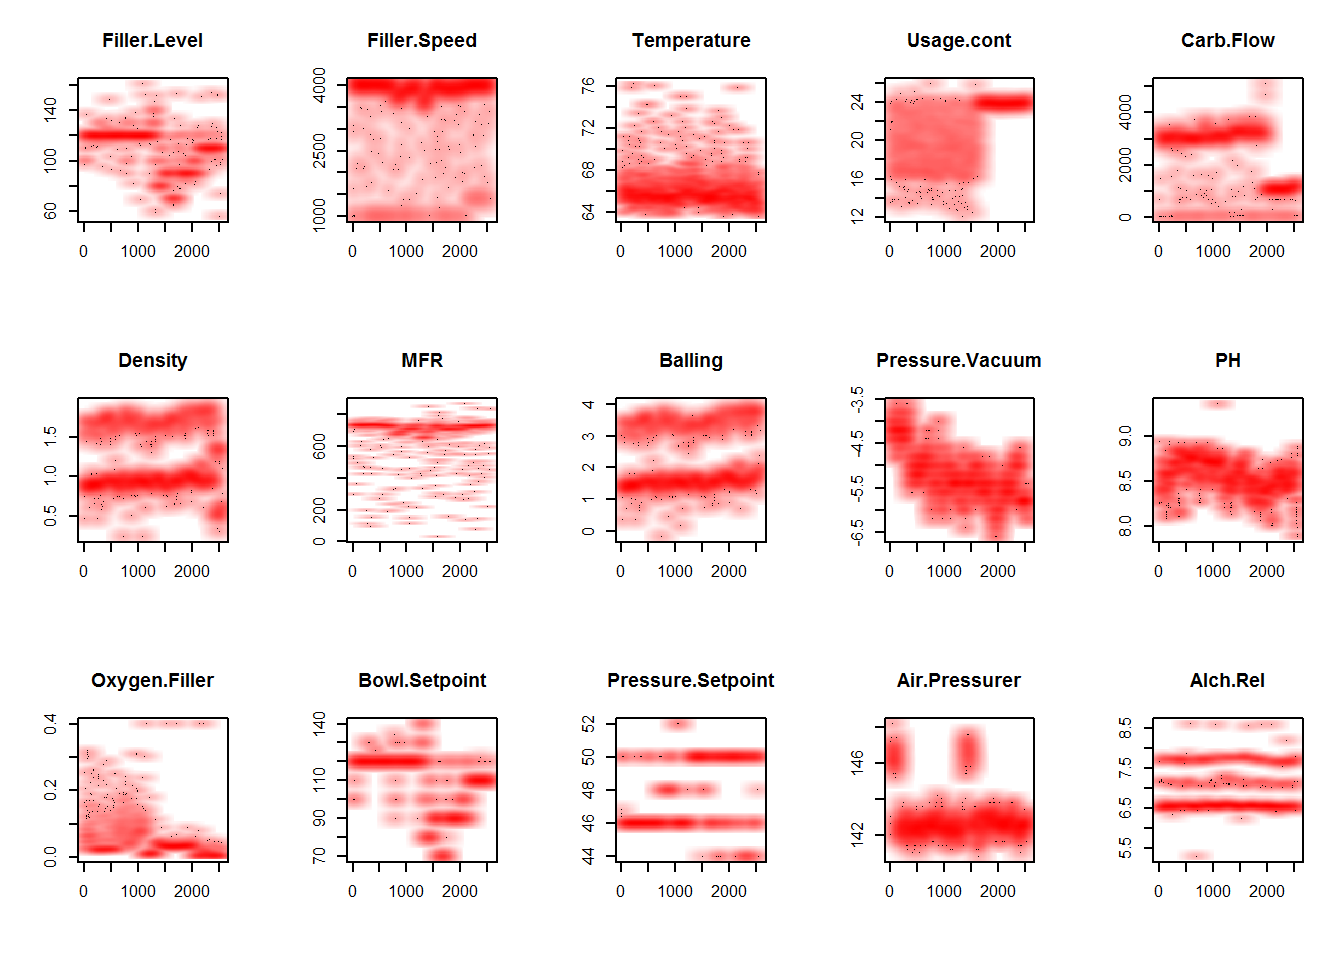 Filler.Level
60 100 140
0 1000 2000
Filler.Speed
1000 2500 4000
0 1000 2000
Temperature
64 68 72 76
0 1000 2000
Usage.cont
12 16 20 24
0 1000 2000
Carb.Flow
0 2000 4000
0 1000 2000
Density
0.5 1.0 1.5
0 1000 2000
MFR
0 200 600
0 1000 2000
Balling
0 1 2 3 4
0 1000 2000
Pressure.Vacuum
-6.5 -5.5 -4.5 -3.5
0 1000 2000
PH
8.0 8.5 9.0
0 1000 2000
Oxygen.Filler
0.0 0.2 0.4
0 1000 2000
Bowl.Setpoint
70 90 110 140
0 1000 2000
Pressure.Setpoint
44 46 48 50 52
0 1000 2000
Air.Pressurer
142 146
0 1000 2000
Alch.Rel
5.5 6.5 7.5 8.5
0 1000 2000